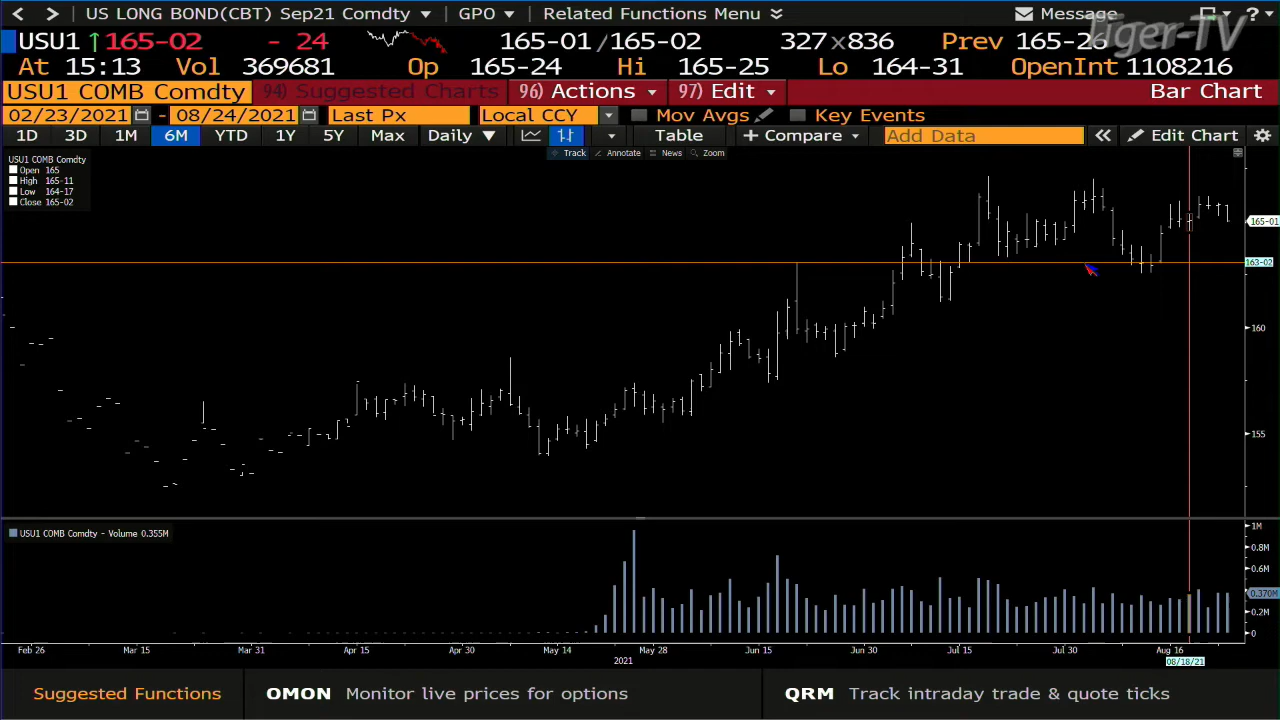 < > US LONG BOND(CBT) Sep21 Comdty GPO Related Functions Menu Message ?
Tiger-TV
USU1 ↑165-02 - 24 165-01/165-02 327x836 Prev 165-26
At 15:13 Vol 369681 Op 165-24 Hi 165-25 Lo 164-31 OpenInt 1108216
USU1 COMB Comdty 94) Suggested Charts 96) Actions 97) Edit Bar Chart
02/23/2021 - 08/24/2021 Last Px Local CCY Mov Avgs Key Events
1D 3D 1M 6M YTD 1Y 5Y Max Daily Table + Compare Add Data « Edit Chart
Track Annotate News Zoom
USU1 COMB Comdty
Open 165
High 165-11
Low 164-17
Close 165-02
165-01
163-02
160
155
USU1 COMB Comdty - Volume 0.355M
1M
0.8M
0.6M
0.370M
0.2M
0
Feb 26 Mar 15 Mar 31 Apr 15 Apr 30 May 14 May 28 Jun 15 Jun 30 Jul 15 Jul 30 Aug 16
2021 08/18/21
Suggested Functions OMON Monitor live prices for options QRM Track intraday trade & quote ticks